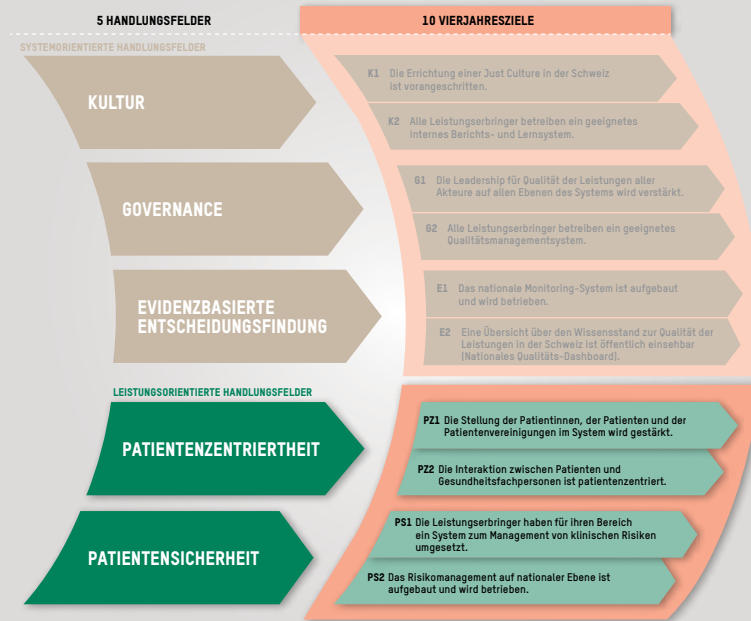 5 HANDLUNGSFELDER
10 VIERJAHRESZIELE
SYSTEMORIENTIERTE HANDLUNGSFELDER
KULTUR
K1 Die Errichtung einer Just Culture in der Schweiz
ist vorangeschritten.
K2 Alle Leistungserbringer betreiben ein geeignetes
internes Berichts- und Lernsystem.
GOVERNANCE
G1 Die Leadership für Qualität der Leistungen aller
Akteure auf allen Ebenen des Systems wird verstärkt.
G2 Alle Leistungserbringer betreiben ein geeignetes
Qualitätsmanagementsystem.
EVIDENZBASIERTE
ENTSCHEIDUNGSFINDUNG
E1 Das nationale Monitoring-System ist aufgebaut
und wird betrieben.
E2 Eine Übersicht über den Wissensstand zur Qualität der
Leistungen in der Schweiz ist öffentlich einsehbar
(Nationales Qualitäts-Dashboard).
LEISTUNGSORIENTIERTE HANDLUNGSFELDER
PATIENTENZENTRIERTHEIT
PZ1 Die Stellung der Patientinnen, der Patienten und der
Patientenvereinigungen im System wird gestärkt.
PZ2 Die Interaktion zwischen Patienten und
Gesundheitsfachpersonen ist patientenzentriert.
PATIENTENSICHERHEIT
PS1 Die Leistungserbringer haben für ihren Bereich
ein System zum Management von klinischen Risiken
umgesetzt.
PS2 Das Risikomanagement auf nationaler Ebene ist
aufgebaut und wird betrieben.